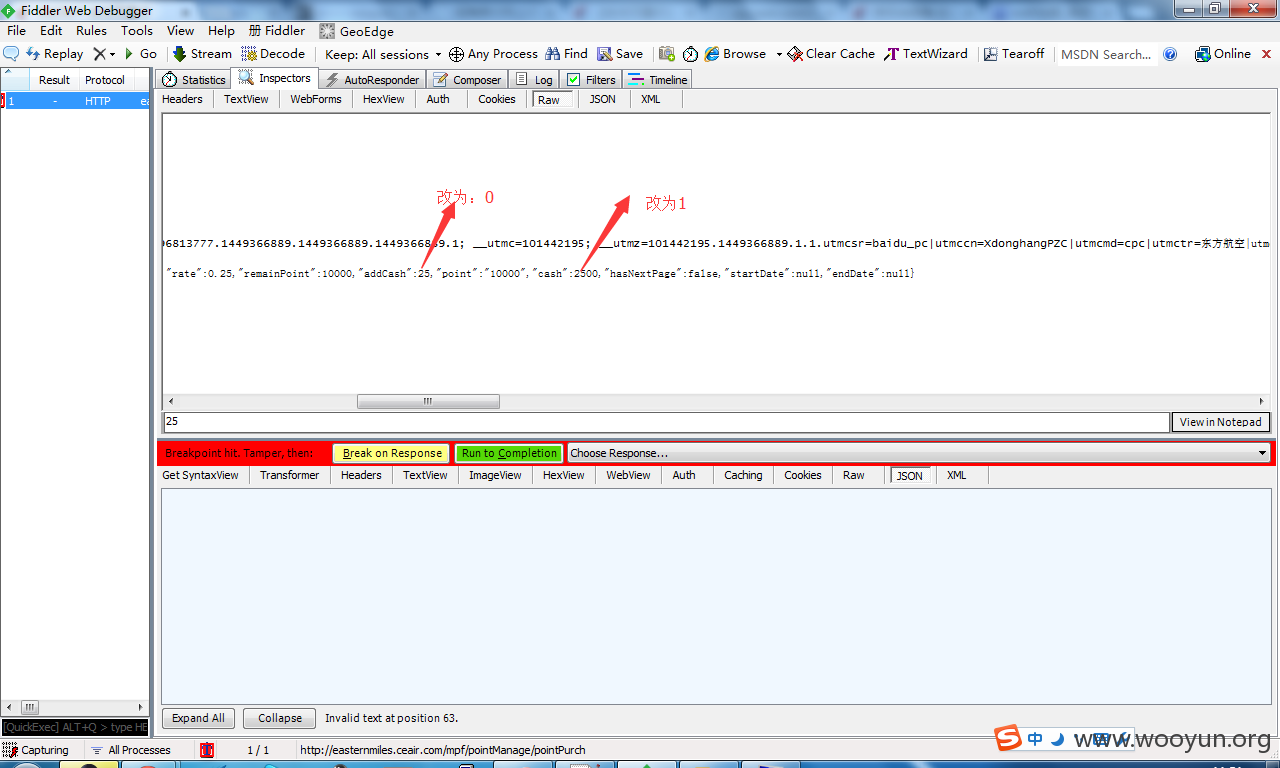 Fiddler Web Debugger
File Edit Rules Tools View Help Fiddler GeoEdge
Replay Go Stream Decode Keep: All sessions Any Process Find Save Browse Clear Cache TextWizard Tearoff MSDN Search... Online
Result Protocol Statistics Inspectors AutoResponder Composer Log Filters Timeline
1 - HTTP ea Headers TextView WebForms HexView Auth Cookies Raw JSON XML
改为：0 改为1
06813777.1449366889.1449366889.1449366889.1; __utmc=101442195; __utmz=101442195.1449366889.1.1.utmcsr=baidu_pc|utmccn=XdonghangPZC|utmcmd=cpc|utmctr=东方航空|utmc
"rate":0.25,"remainPoint":10000,"addCash":25,"point":"10000","cash":2500,"hasNextPage":false,"startDate":null,"endDate":null}
25 View in Notepad
Breakpoint hit. Tamper, then: Break on Response Run to Completion Choose Response...
Get SyntaxView Transformer Headers TextView ImageView HexView WebView Auth Caching Cookies Raw JSON XML
Expand All Collapse Invalid text at position 63.
[QuickExec] ALT+Q > type HE
Capturing All Processes 1 / 1 http://easternmiles.ceair.com/mpf/pointManage/pointPurch
中
www.wooyun.org